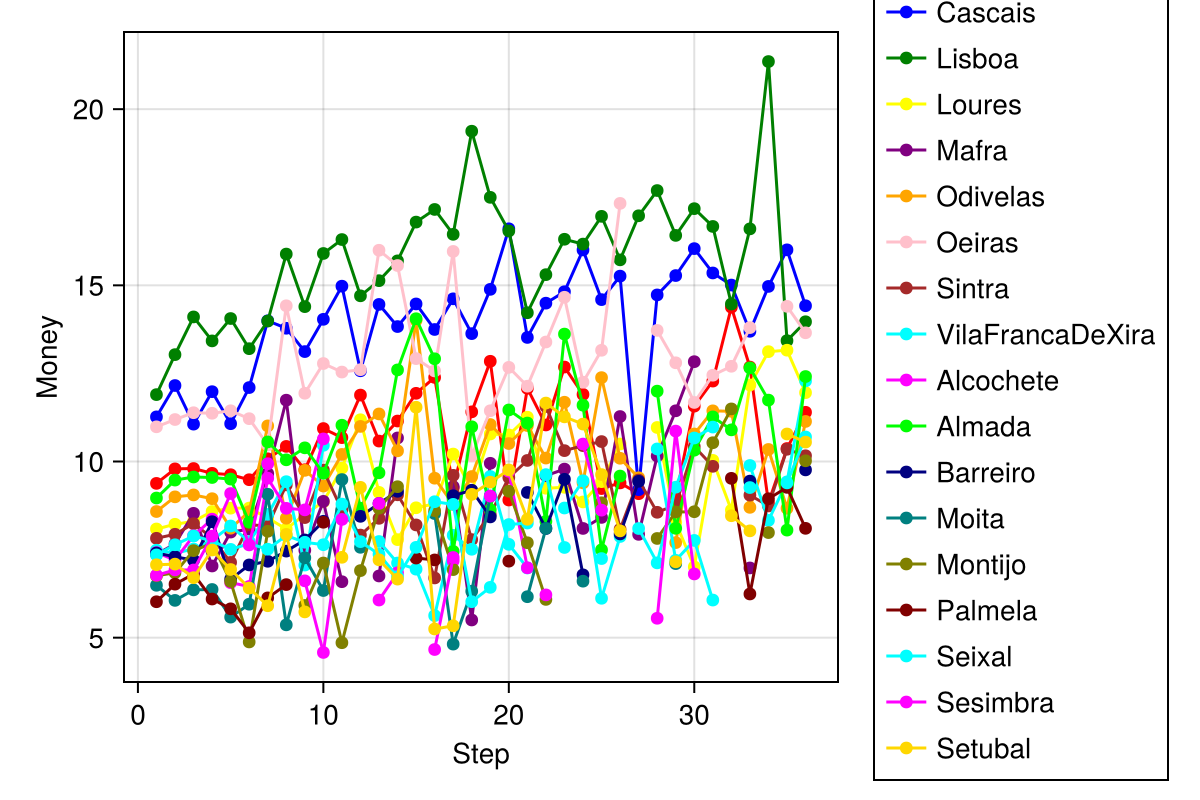 Money
20
15
10
5
0
10
20
30
Step
Cascais
Lisboa
Loures
Mafra
Odivelas
Oeiras
Sintra
VilaFrancaDeXira
Alcochete
Almada
Barreiro
Moita
Montijo
Palmela
Seixal
Sesimbra
Setubal